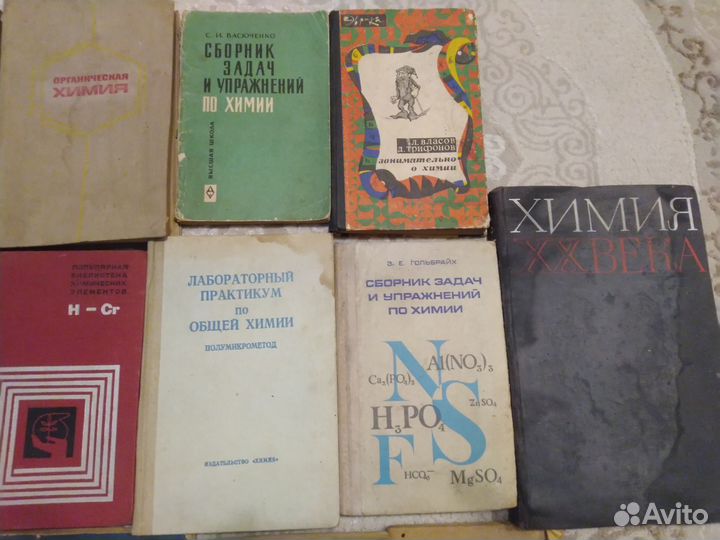 ОРГАНИЧЕСКАЯ
ХИМИЯ
С. И. ВАСЮЧЕНКО
СБОРНИК
ЗАДАЧ
И УПРАЖНЕНИЙ
ПО ХИМИИ
ВЫСШАЯ ШКОЛА
эврика
Л. ВЛАСОВ
Д. ТРИФОНОВ
занимательно
о химии
ПОПУЛЯРНАЯ
БИБЛИОТЕКА
ХИМИЧЕСКИХ
ЭЛЕМЕНТОВ
H — Cr
ЛАБОРАТОРНЫЙ
ПРАКТИКУМ
ПО
ОБЩЕЙ ХИМИИ
ПОЛУМИКРОМЕТОД
ИЗДАТЕЛЬСТВО «ХИМИЯ»
З. Е. ГОЛЬБРАЙХ
СБОРНИК ЗАДАЧ
И УПРАЖНЕНИЙ
ПО ХИМИИ
N
Al(NO₃)₃
Ca₃(PO₄)₂
S
ZnSO₄
H₃PO₄
F
HCO₃⁻
MgSO₄
ХИМИЯ
XX ВЕКА
Avito